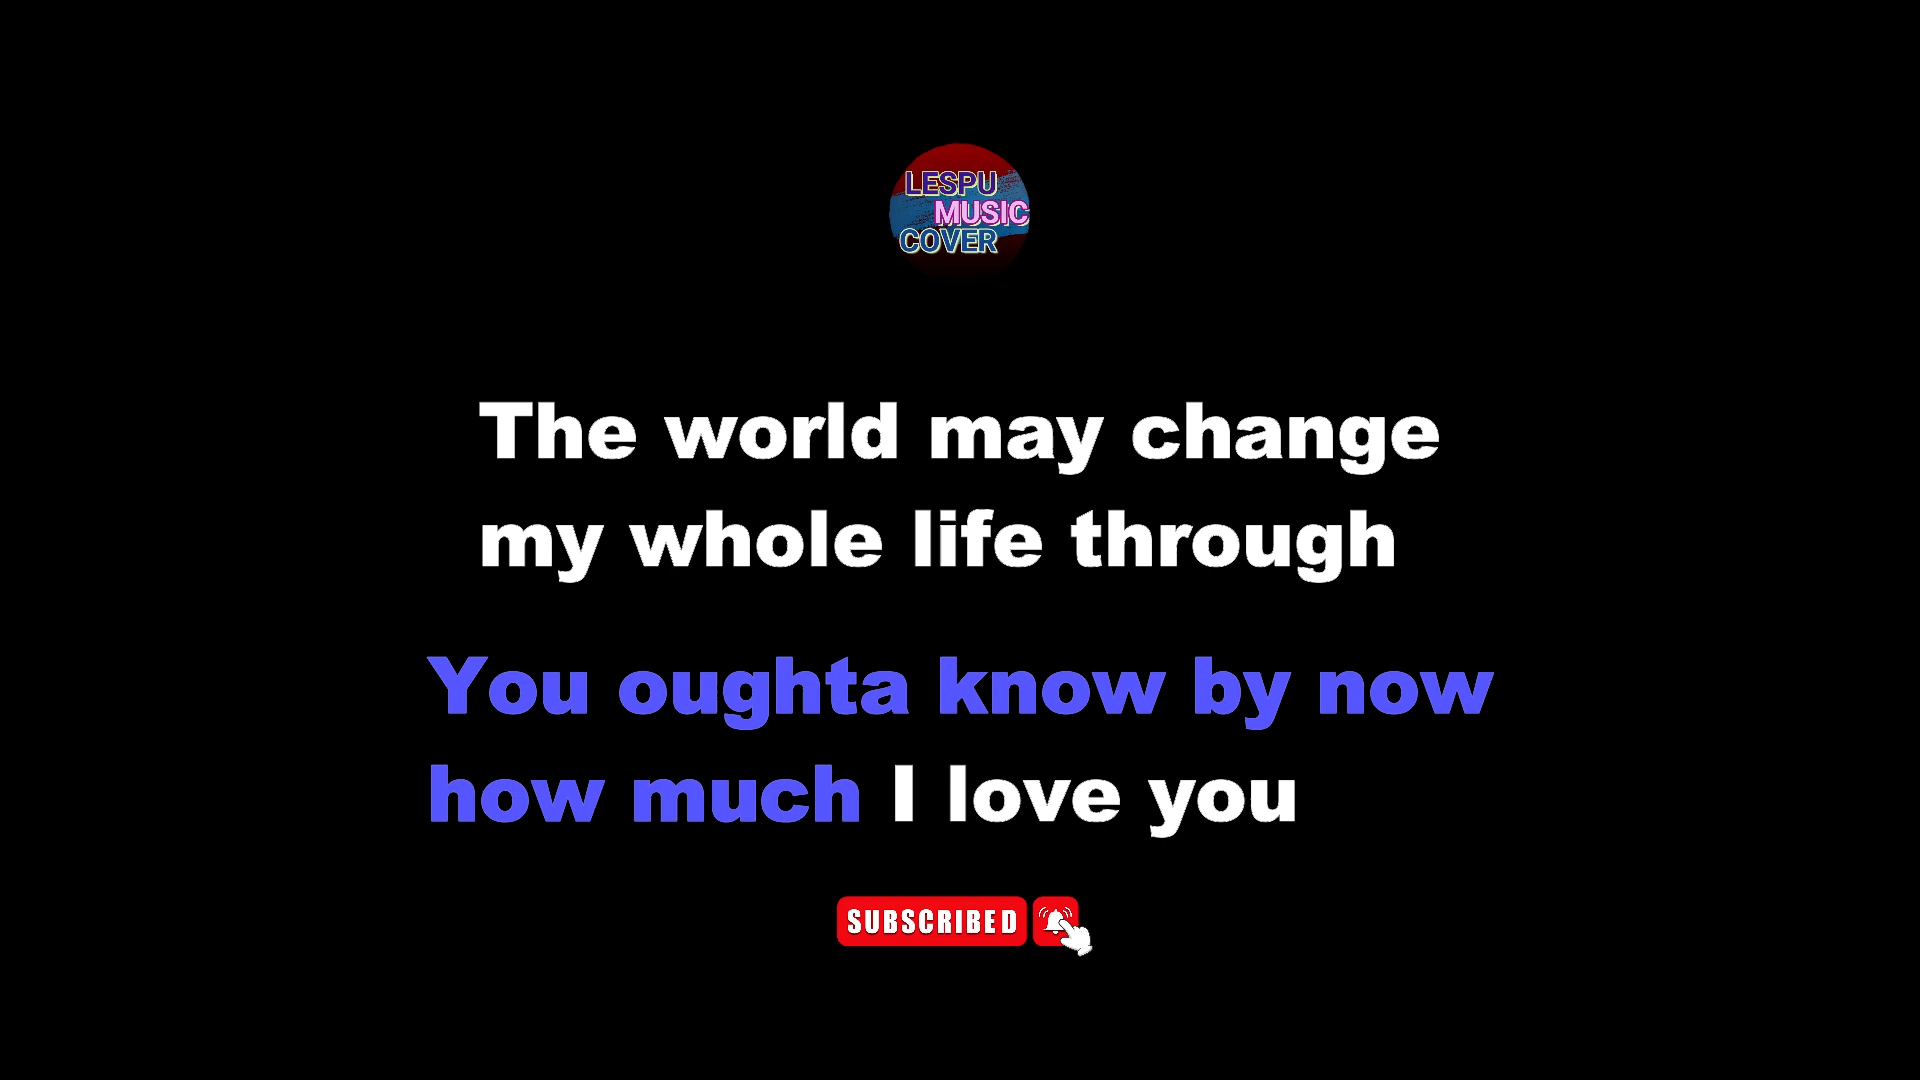 LESPU
MUSIC
COVER
The world may change
my whole life through
You oughta know by now
how much I love you
SUBSCRIBED